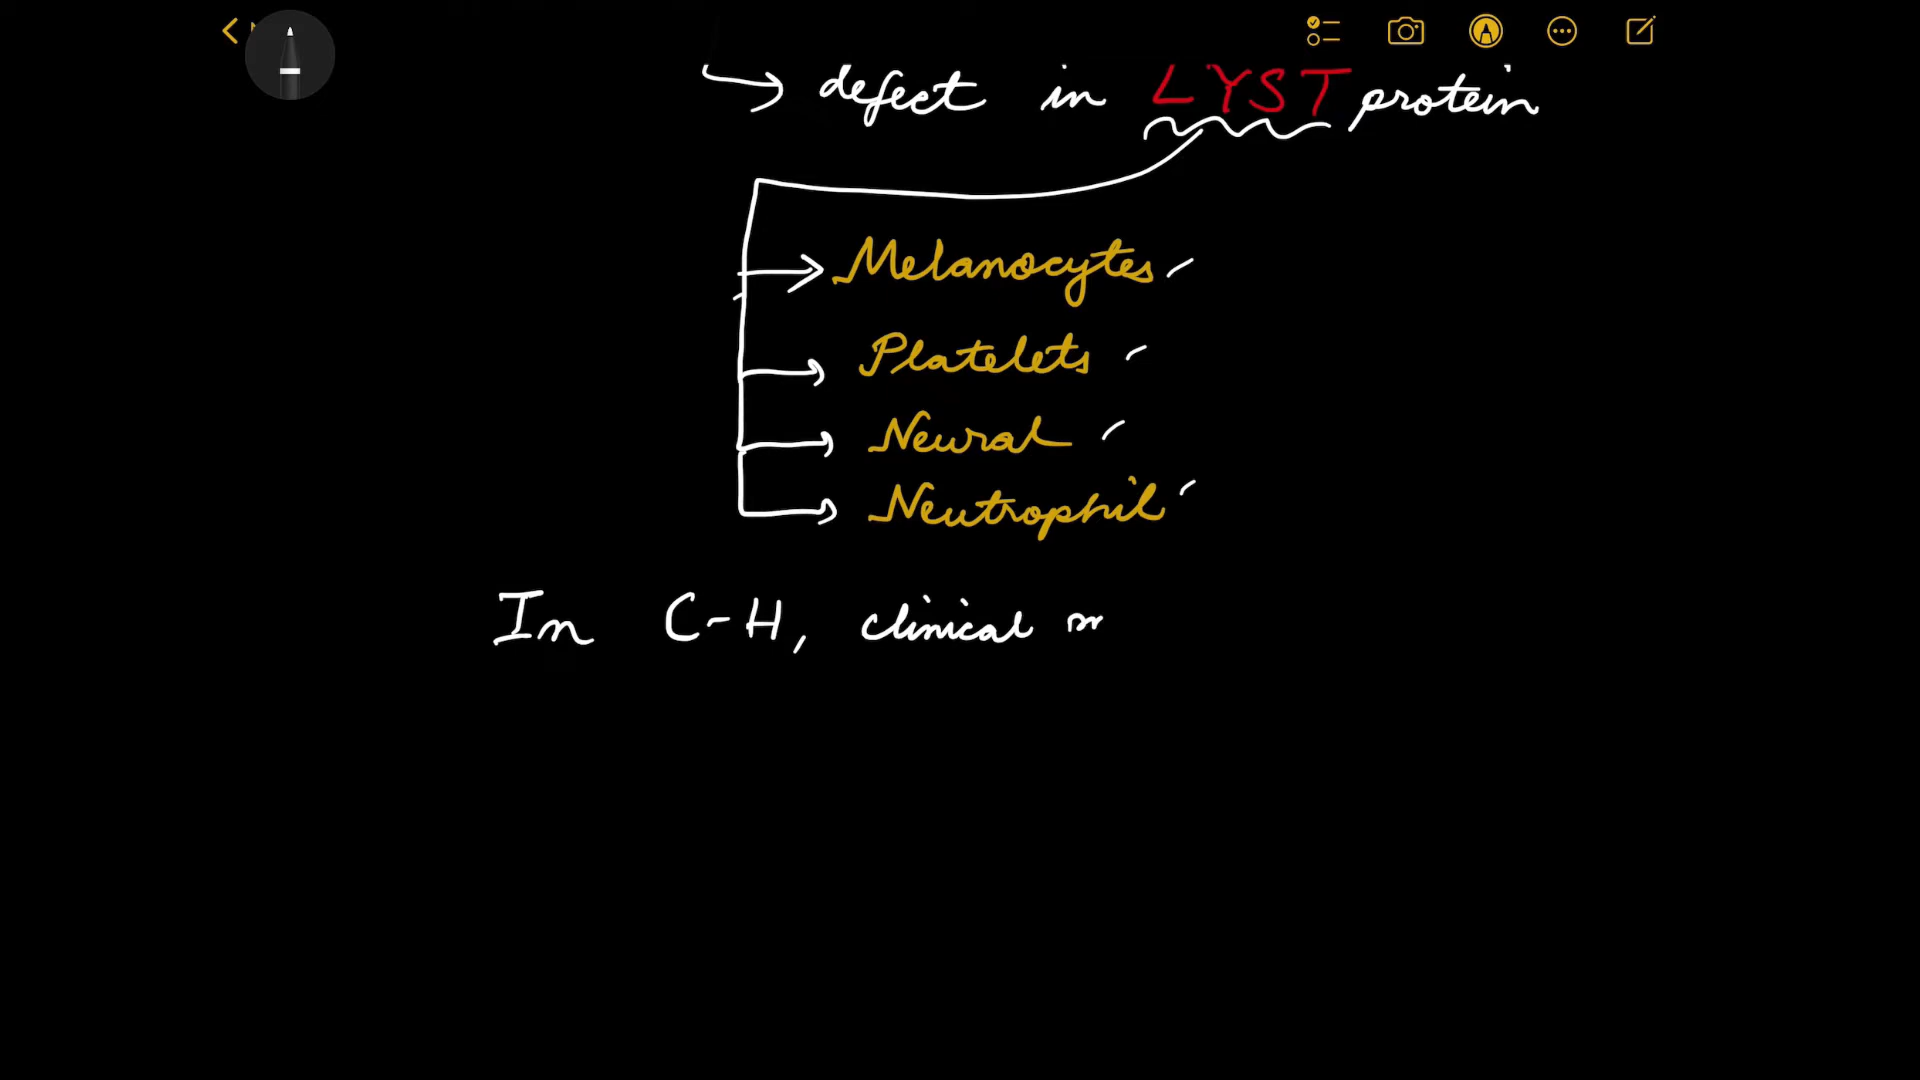 defect in LYST protein
Melanocytes
Platelets
Neural
Neutrophil
In C-H, clinical